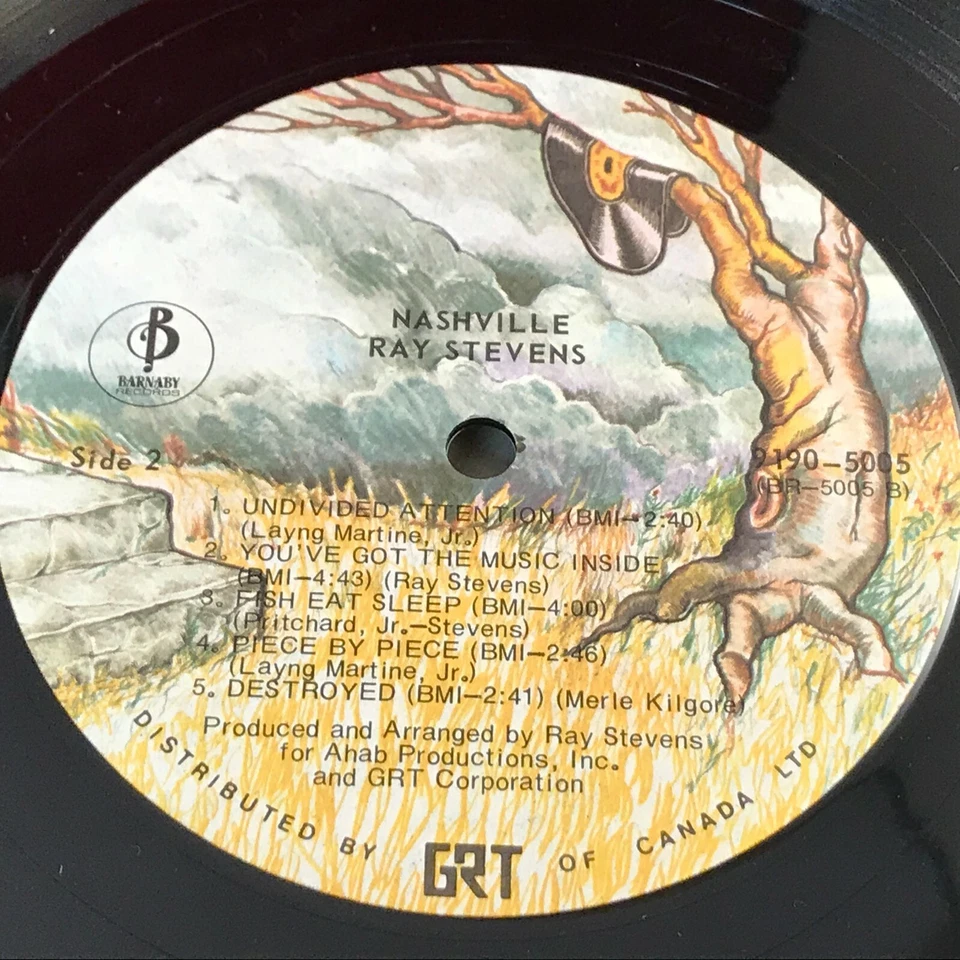 NASHVILLE
RAY STEVENS
B
BARNABY
RECORDS
Side 2
9190-5005
(BR-5005 B)
1. UNDIVIDED ATTENTION (BMI-2:40)
(Layng Martine, Jr.)
2. YOU'VE GOT THE MUSIC INSIDE
(BMI-4:43) (Ray Stevens)
3. FISH EAT SLEEP (BMI-4:00)
(Pritchard, Jr.-Stevens)
4. PIECE BY PIECE (BMI-2:46)
(Layng Martine, Jr.)
5. DESTROYED (BMI-2:41) (Merle Kilgore)
Produced and Arranged by Ray Stevens
for Ahab Productions, Inc.
and GRT Corporation
DISTRIBUTED BY GRT OF CANADA LTD